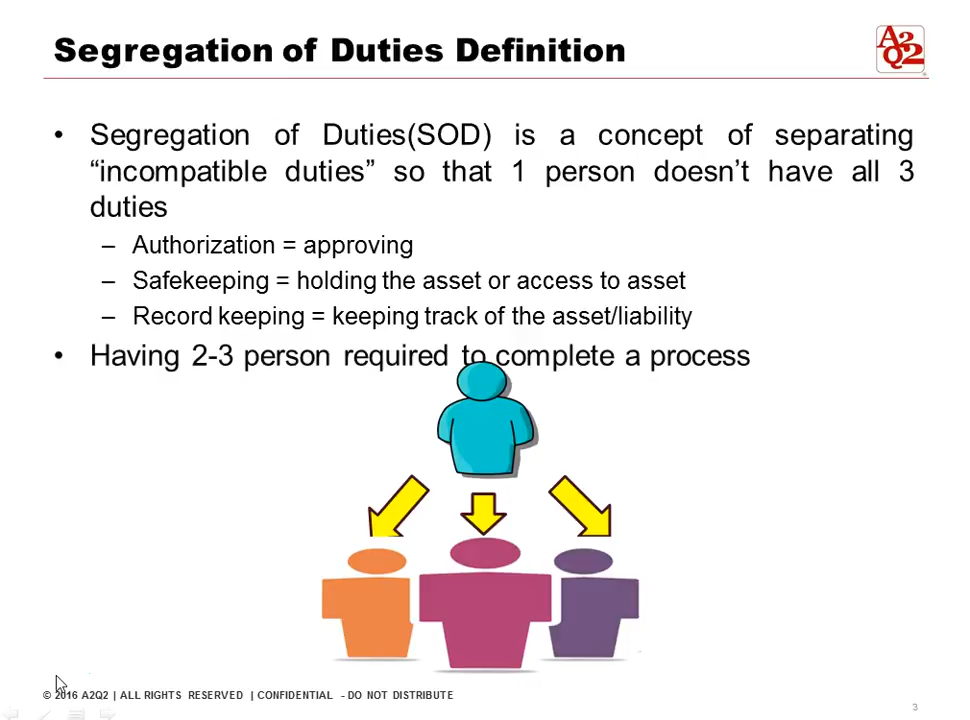 Segregation of Duties Definition
A2Q2
• Segregation of Duties(SOD) is a concept of separating
“incompatible duties” so that 1 person doesn’t have all 3
duties
– Authorization = approving
– Safekeeping = holding the asset or access to asset
– Record keeping = keeping track of the asset/liability
• Having 2-3 person required to complete a process
© 2016 A2Q2 | ALL RIGHTS RESERVED | CONFIDENTIAL - DO NOT DISTRIBUTE
3